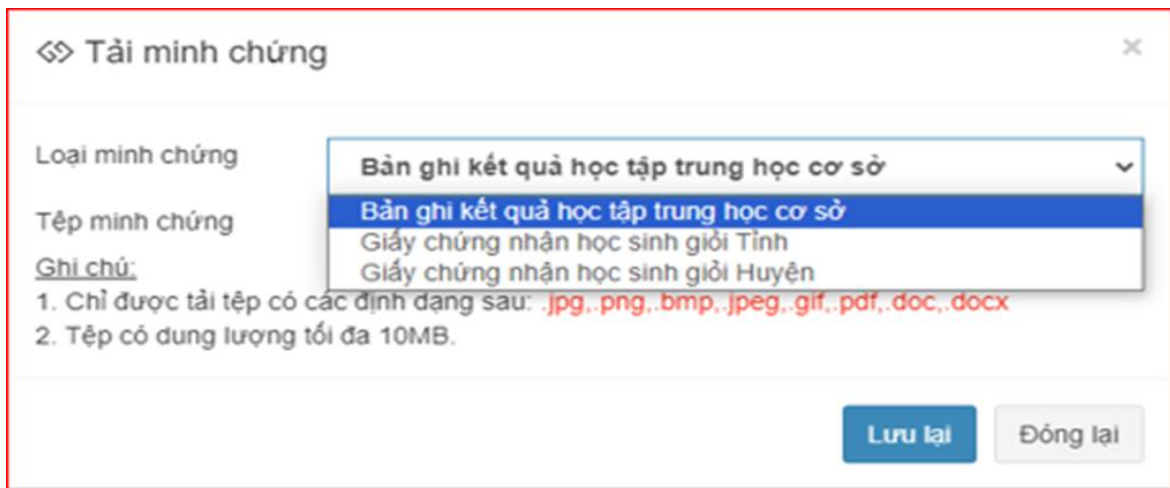 Tải minh chứng
×
Loại minh chứng
Bản ghi kết quả học tập trung học cơ sở
Bản ghi kết quả học tập trung học cơ sở
Tệp minh chứng
Giấy chứng nhận học sinh giỏi Tỉnh
Giấy chứng nhận học sinh giỏi Huyện
Ghi chú:
1. Chỉ được tải tệp có các định dạng sau: .jpg,.png,.bmp,.jpeg,.gif,.pdf,.doc,.docx
2. Tệp có dung lượng tối đa 10MB.
Lưu lại
Đóng lại